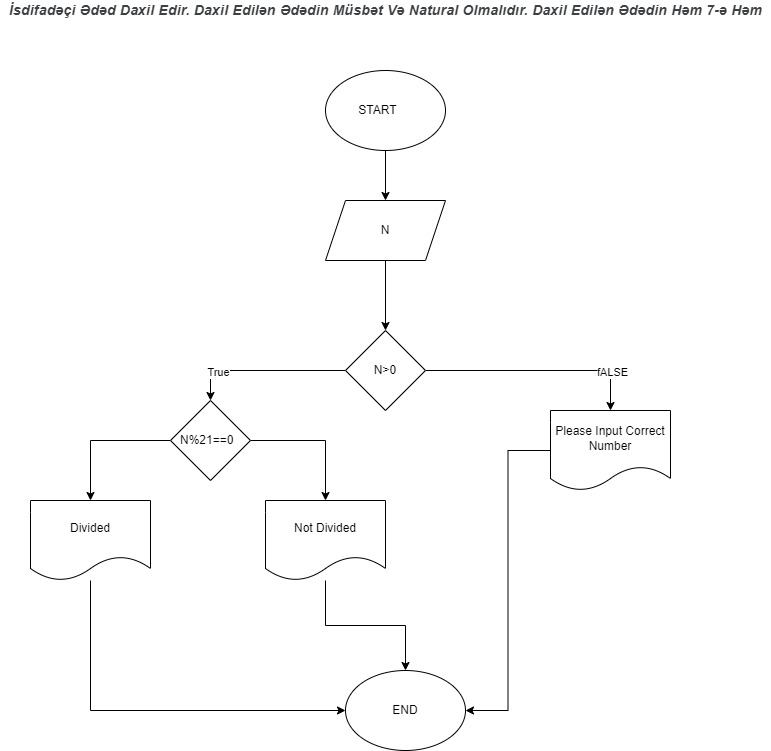 İsdifadəçi Ədəd Daxil Edir. Daxil Edilən Ədədin Müsbət Və Natural Olmalıdır. Daxil Edilən Ədədin Həm 7-ə Həm
START
N
N>0
True
fALSE
N%21==0
Please Input Correct
Number
Divided
Not Divided
END